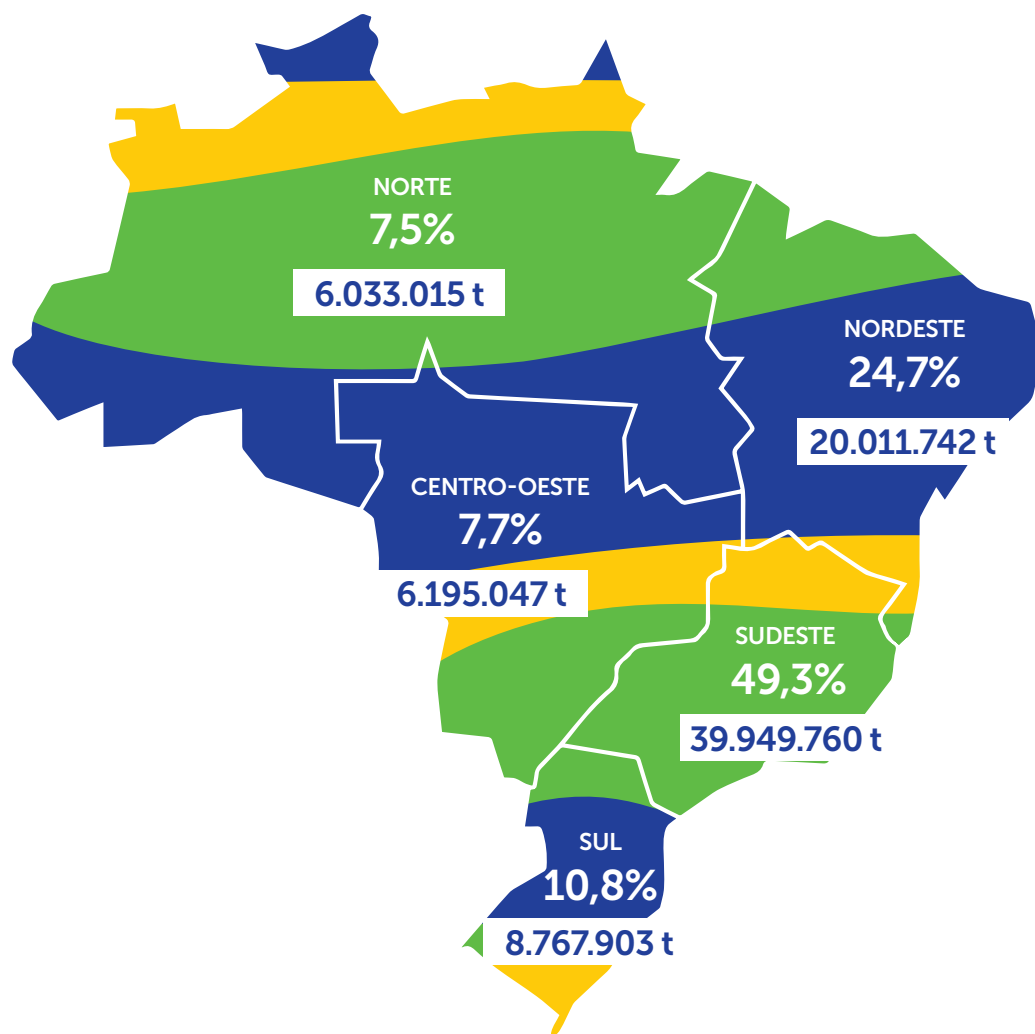 NORTE
7,5%
6.033.015 t
NORDESTE
24,7%
20.011.742 t
CENTRO-OESTE
7,7%
6.195.047 t
SUDESTE
49,3%
39.949.760 t
SUL
10,8%
8.767.903 t